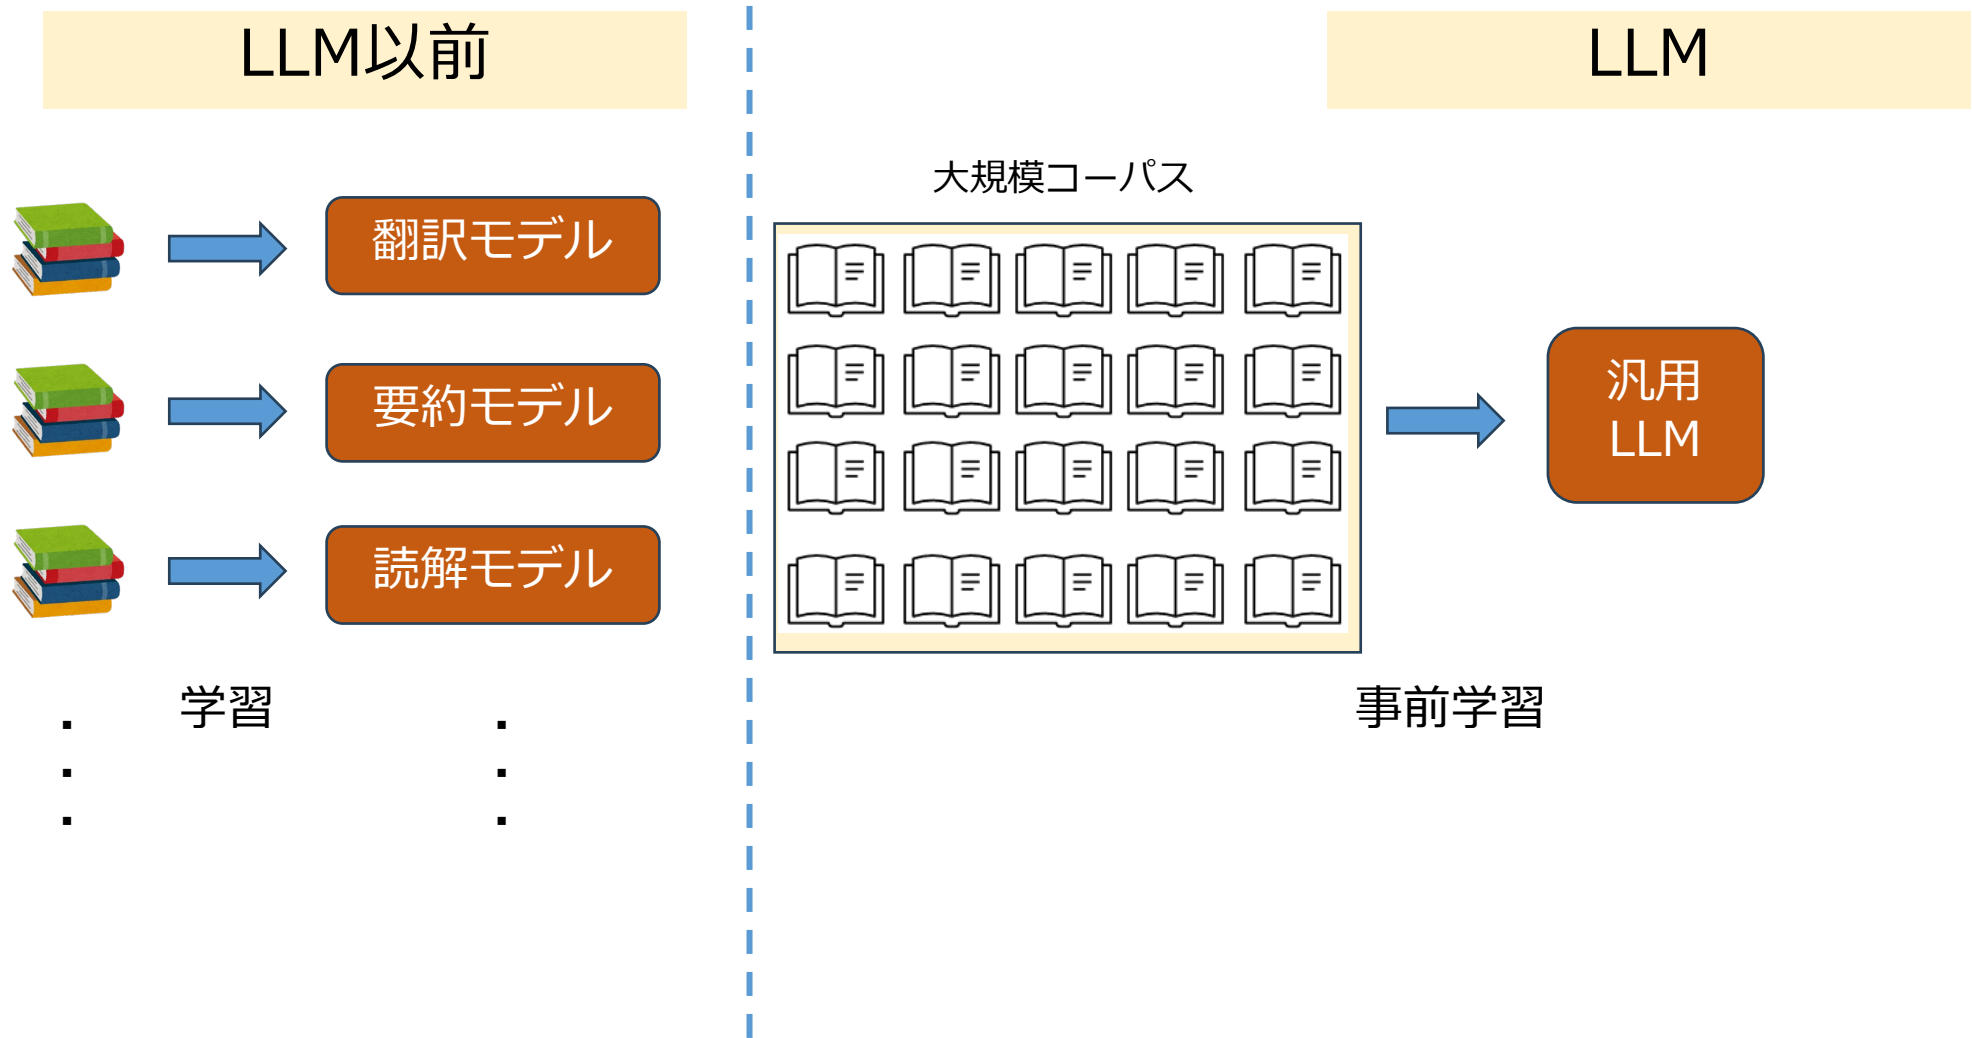 LLM以前
翻訳モデル
要約モデル
読解モデル
学習
.
.
.
.
.
.
LLM
大規模コーパス
汎用
LLM
事前学習